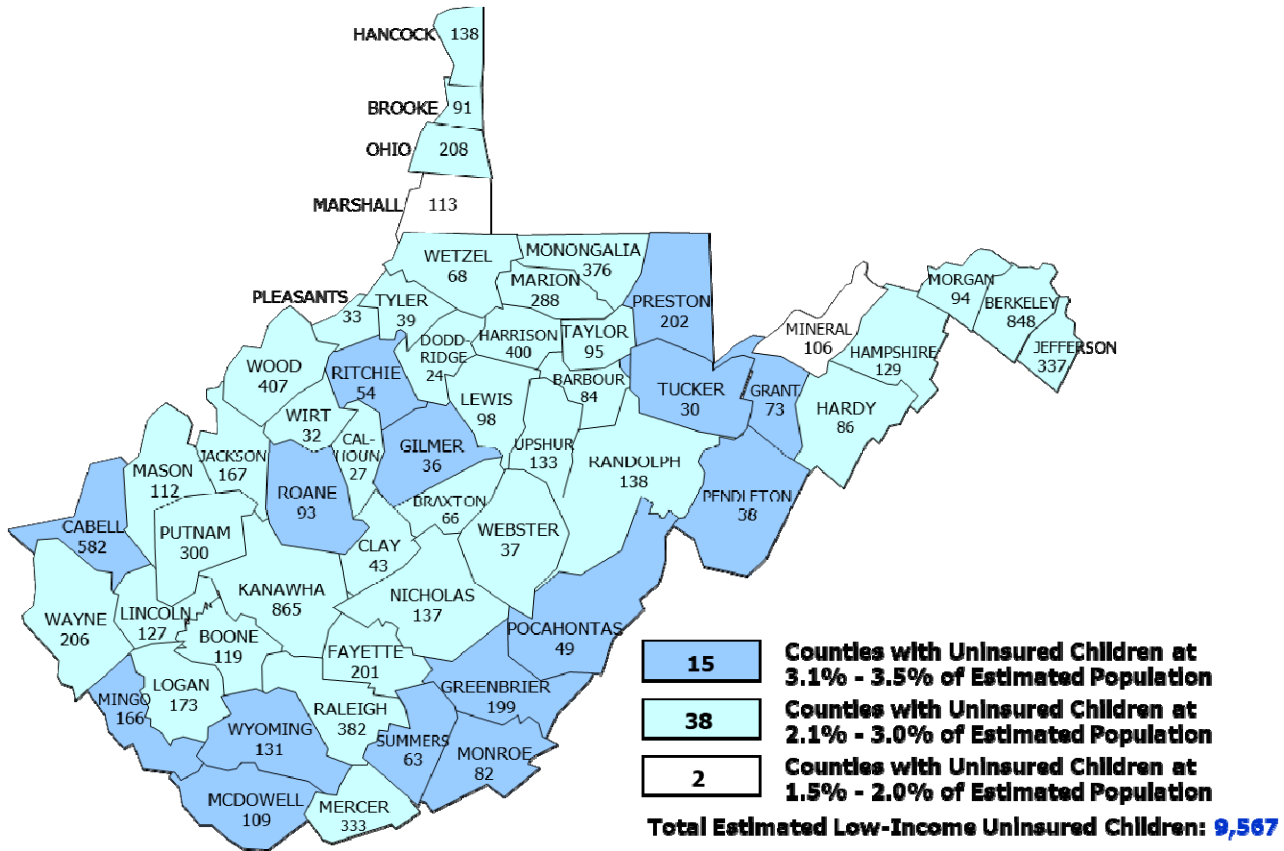 HANCOCK 138
BROOKE 91
OHIO 208
MARSHALL 113
WETZEL
68
MONONGALIA
376
MARION
288
PLEASANTS
33
TYLER
39
PRESTON
202
MORGAN
94
BERKELEY
848
JEFFERSON
337
DODD-
RIDGE
24
HARRISON
400
TAYLOR
95
MINERAL
106
HAMPSHIRE
129
WOOD
407
RITCHIE
54
BARBOUR
84
TUCKER
30
GRANT
73
HARDY
86
WIRT
32
LEWIS
98
CAL-
HOUN
27
GILMER
36
UPSHUR
133
RANDOLPH
138
PENDLETON
38
JACKSON
167
MASON
112
ROANE
93
BRAXTON
66
WEBSTER
37
CABELL
582
PUTNAM
300
CLAY
43
KANAWHA
865
NICHOLAS
137
WAYNE
206
LINCOLN
127
BOONE
119
POCAHONTAS
49
FAYETTE
201
GREENBRIER
199
MINGO
166
LOGAN
173
RALEIGH
382
WYOMING
131
SUMMERS
63
MONROE
82
MCDOWELL
109
MERCER
333
15 Counties with Uninsured Children at
3.1% - 3.5% of Estimated Population
38 Counties with Uninsured Children at
2.1% - 3.0% of Estimated Population
2 Counties with Uninsured Children at
1.5% - 2.0% of Estimated Population
Total Estimated Low-Income Uninsured Children: 9,567